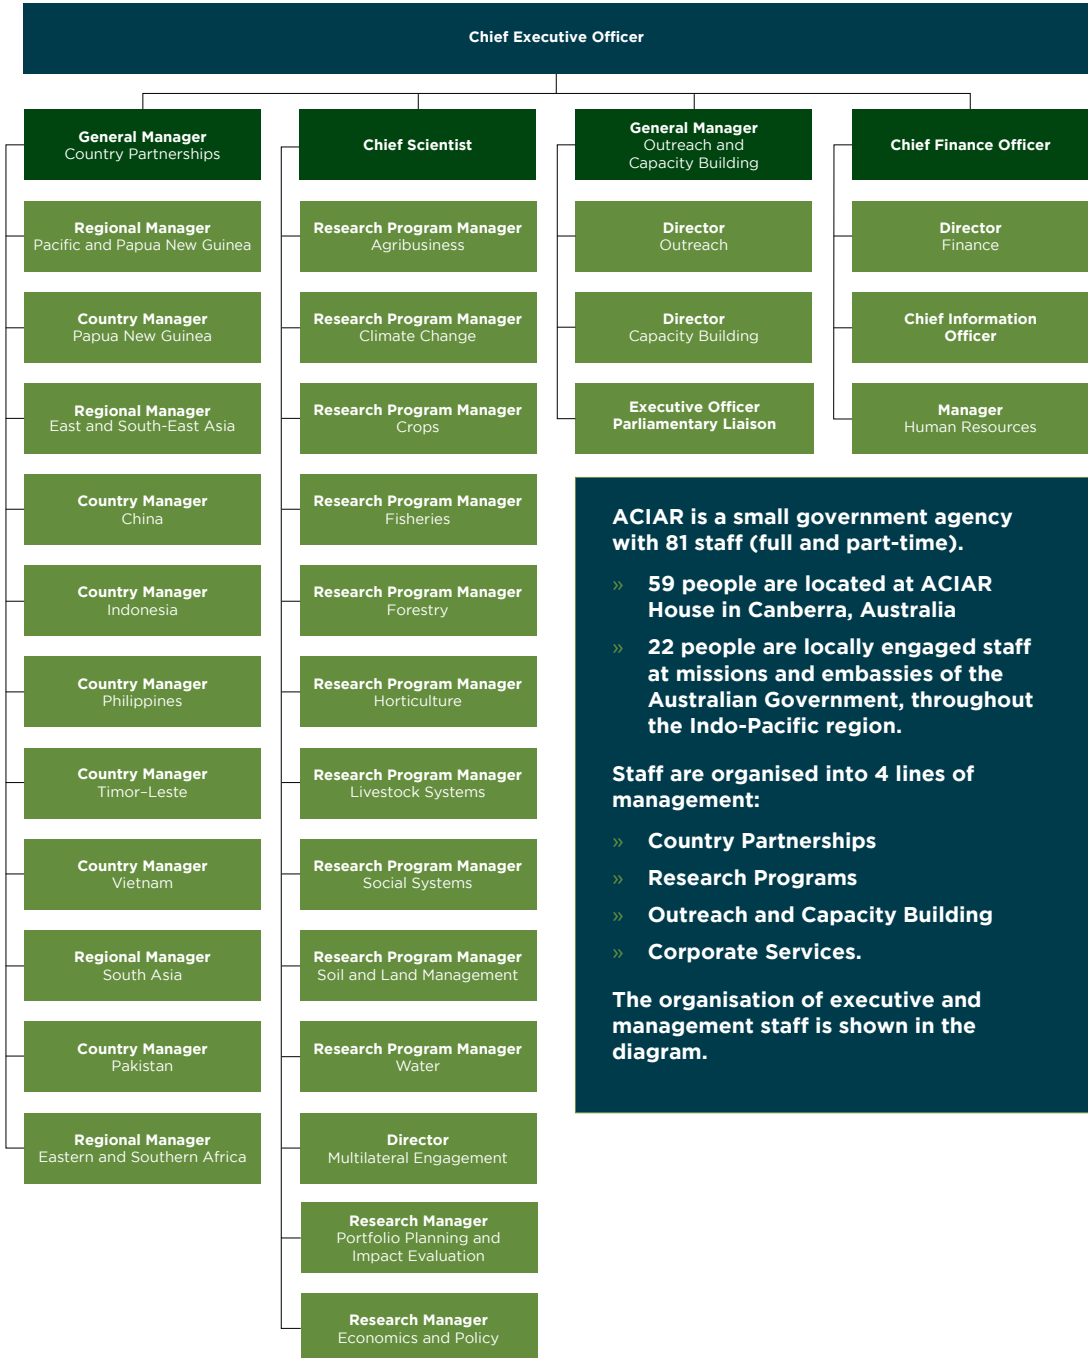 Chief Executive Officer
General Manager
Country Partnerships
Regional Manager
Pacific and Papua New Guinea
Country Manager
Papua New Guinea
Regional Manager
East and South-East Asia
Country Manager
China
Country Manager
Indonesia
Country Manager
Philippines
Country Manager
Timor–Leste
Country Manager
Vietnam
Regional Manager
South Asia
Country Manager
Pakistan
Regional Manager
Eastern and Southern Africa
Chief Scientist
Research Program Manager
Agribusiness
Research Program Manager
Climate Change
Research Program Manager
Crops
Research Program Manager
Fisheries
Research Program Manager
Forestry
Research Program Manager
Horticulture
Research Program Manager
Livestock Systems
Research Program Manager
Social Systems
Research Program Manager
Soil and Land Management
Research Program Manager
Water
Director
Multilateral Engagement
Research Manager
Portfolio Planning and
Impact Evaluation
Research Manager
Economics and Policy
General Manager
Outreach and
Capacity Building
Director
Outreach
Director
Capacity Building
Executive Officer
Parliamentary Liaison
Chief Finance Officer
Director
Finance
Chief Information
Officer
Manager
Human Resources
ACIAR is a small government agency
with 81 staff (full and part-time).
» 59 people are located at ACIAR
House in Canberra, Australia
» 22 people are locally engaged staff
at missions and embassies of the
Australian Government, throughout
the Indo-Pacific region.
Staff are organised into 4 lines of
management:
» Country Partnerships
» Research Programs
» Outreach and Capacity Building
» Corporate Services.
The organisation of executive and
management staff is shown in the
diagram.